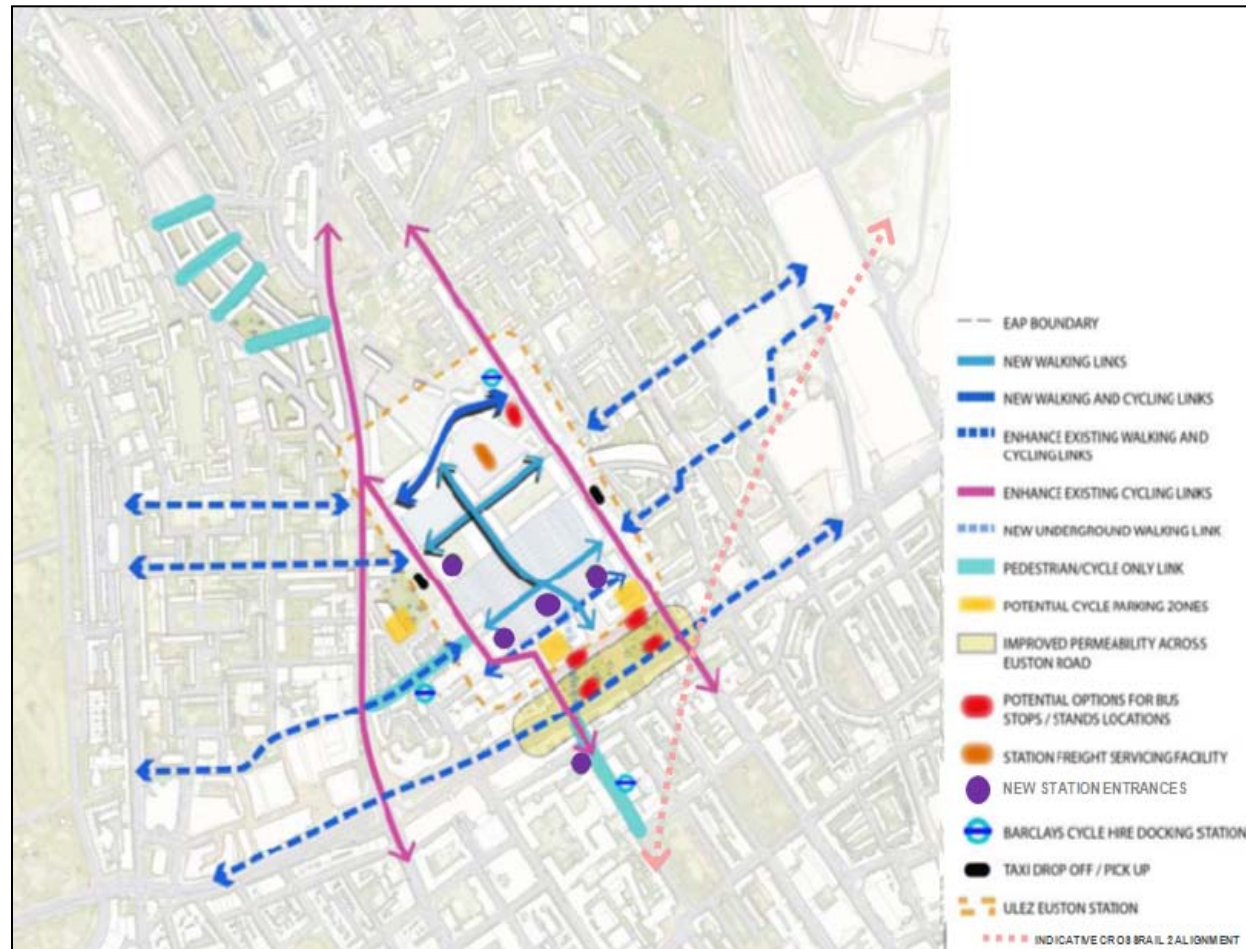 EAP BOUNDARY
NEW WALKING LINKS
NEW WALKING AND CYCLING LINKS
ENHANCE EXISTING WALKING AND
CYCLING LINKS
ENHANCE EXISTING CYCLING LINKS
NEW UNDERGROUND WALKING LINK
PEDESTRIAN/CYCLE ONLY LINK
POTENTIAL CYCLE PARKING ZONES
IMPROVED PERMEABILITY ACROSS
EUSTON ROAD
POTENTIAL OPTIONS FOR BUS
STOPS / STANDS LOCATIONS
STATION FREIGHT SERVICING FACILITY
NEW STATION ENTRANCES
BARCLAYS CYCLE HIRE DOCKING STATION
TAXI DROP OFF / PICK UP
ULEZ EUSTON STATION
INDICATIVE CROSSRAIL 2 ALIGNMENT